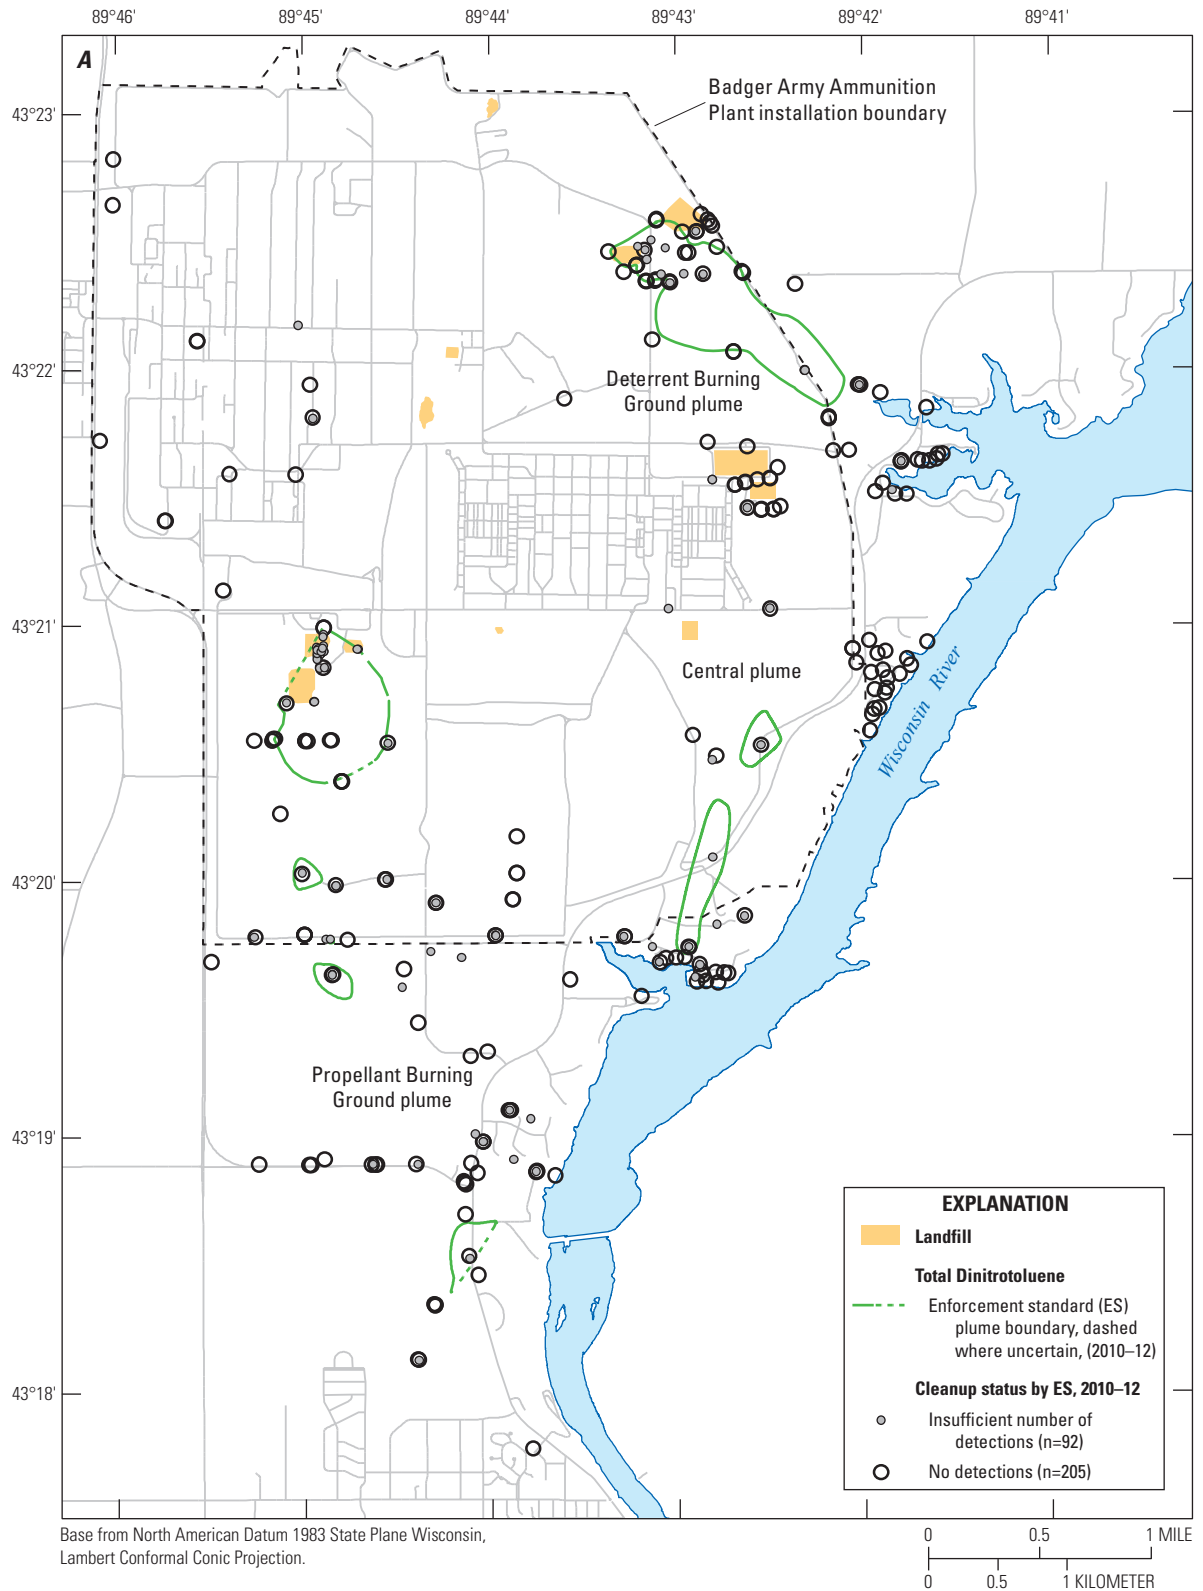 89°46' 89°45' 89°44' 89°43' 89°42' 89°41'
A
43°23'
43°22'
43°21'
43°20'
43°19'
43°18'
Badger Army Ammunition
Plant installation boundary
Deterrent Burning
Ground plume
Central plume
Wisconsin River
Propellant Burning
Ground plume
EXPLANATION
Landfill
Total Dinitrotoluene
Enforcement standard (ES)
plume boundary, dashed
where uncertain, (2010–12)
Cleanup status by ES, 2010–12
Insufficient number of
detections (n=92)
No detections (n=205)
Base from North American Datum 1983 State Plane Wisconsin,
Lambert Conformal Conic Projection.
0 0.5 1 MILE
0 0.5 1 KILOMETER